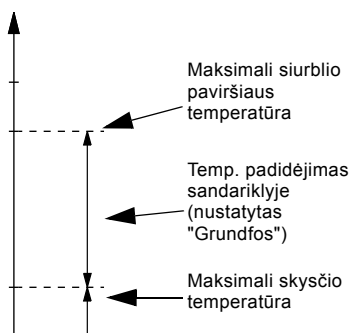 Maksimali siurblio
paviršiaus
temperatūra
Temp. padidėjimas
sandariklyje
(nustatytas
"Grundfos")
Maksimali skysčio
temperatūra